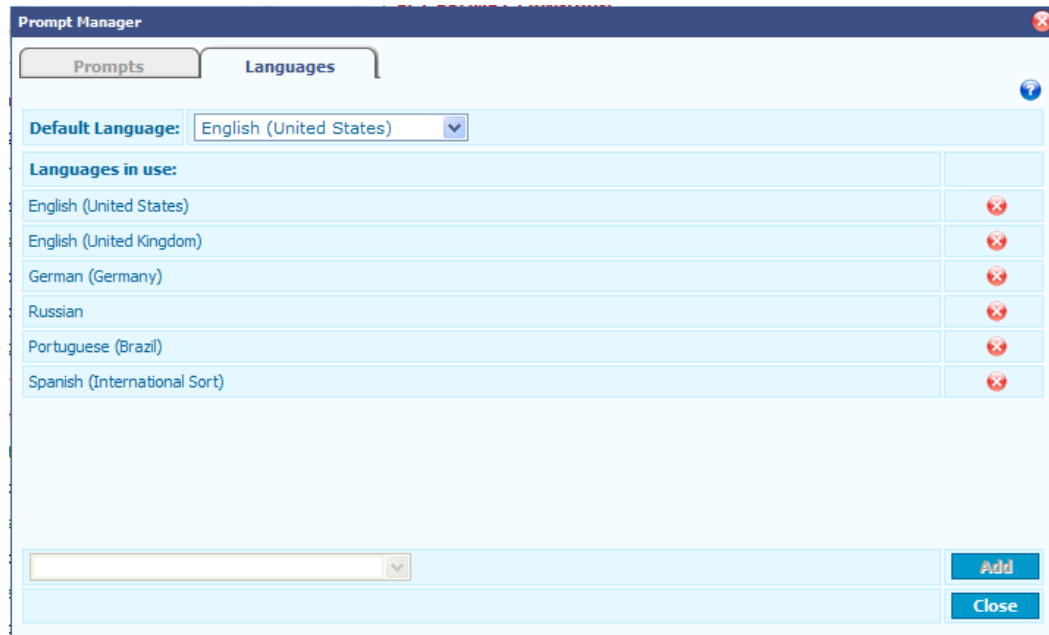 Prompt Manager
Prompts Languages
Default Language: English (United States)
Languages in use:
English (United States)
English (United Kingdom)
German (Germany)
Russian
Portuguese (Brazil)
Spanish (International Sort)
Add
Close